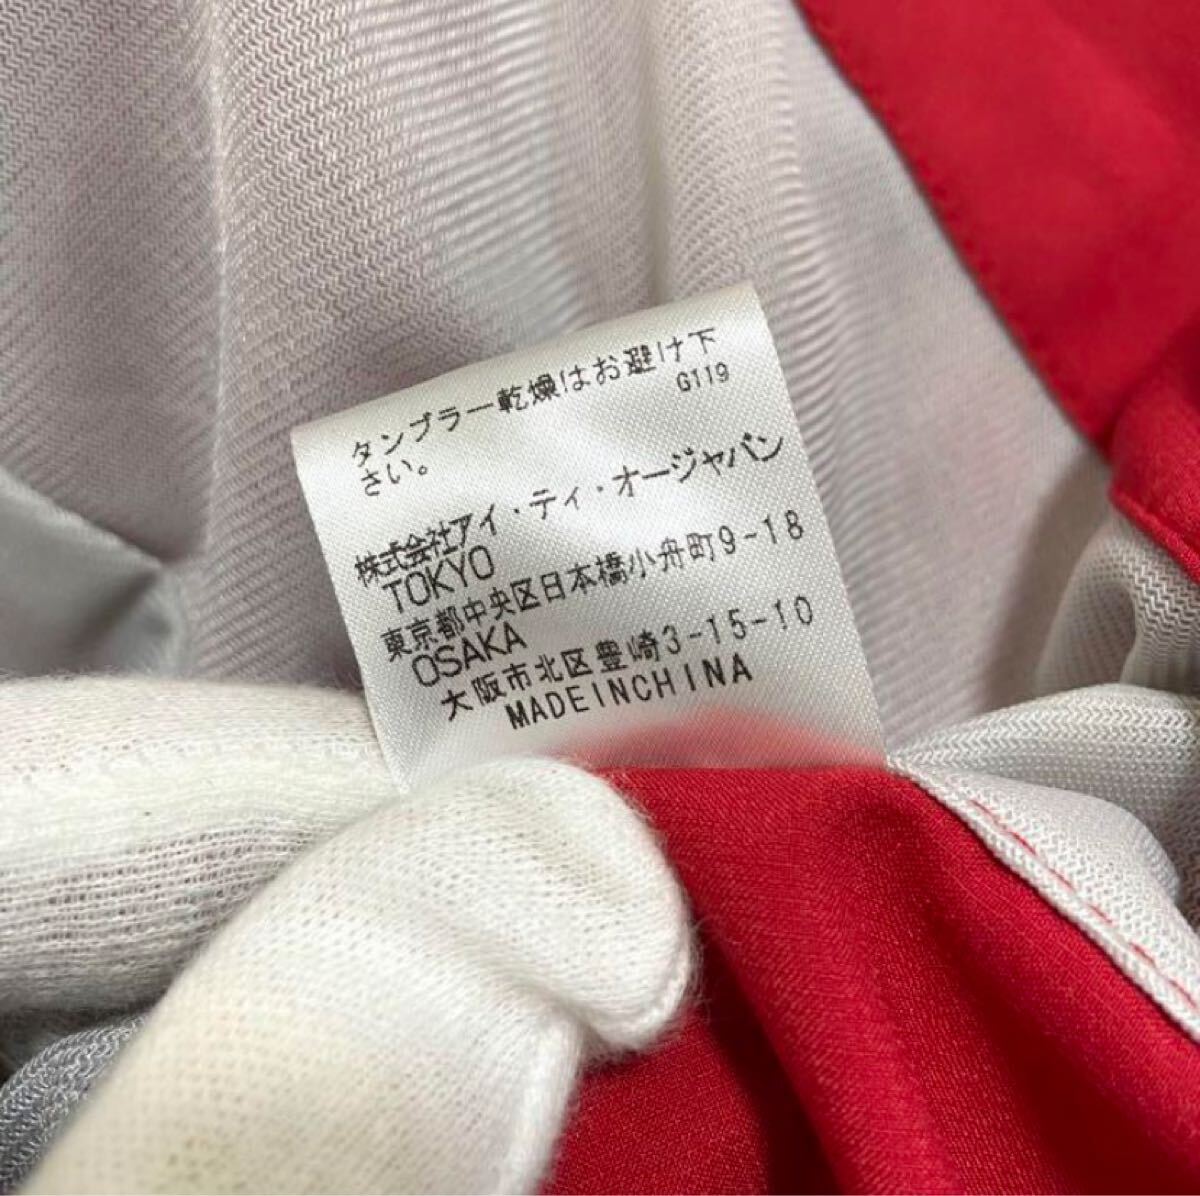 タンブラー乾燥はお避け下
さい。
G119
株式会社アイ・ティ・オージャパン
TOKYO
東京都中央区日本橋小舟町9-18
OSAKA
大阪市北区豊崎3-15-10
MADEINCHINA